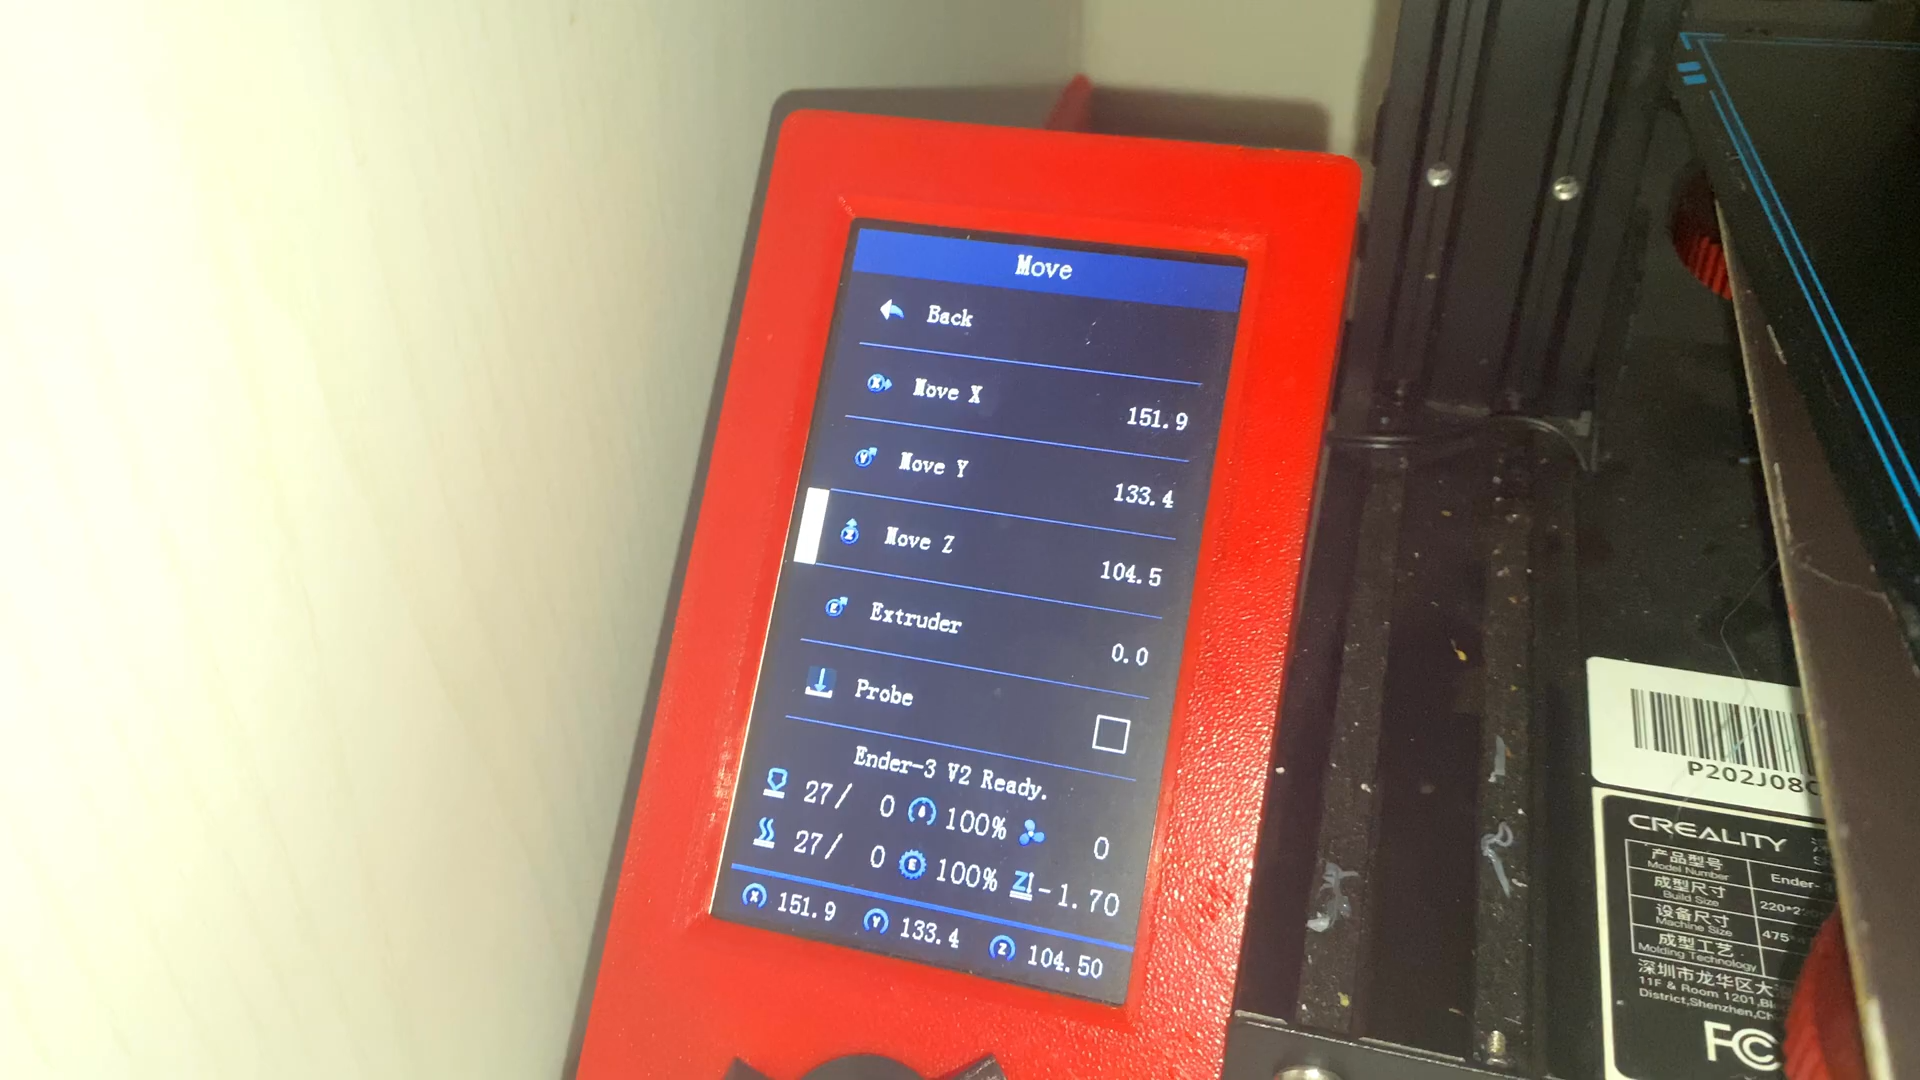 Move
Back
Move X 151.9
Move Y 133.4
Move Z 104.5
Extruder 0.0
Probe
Ender-3 V2 Ready.
27/ 0 100% 0
27/ 0 100% -1.70
X 151.9 Y 133.4 Z 104.50
P202J08
CREALITY
产品型号
Model Number
Ender-
成型尺寸
Build Size
220*2
设备尺寸
Machine Size
475*
成型工艺
Molding Technology
深圳市龙华区大
11F & Room 1201,Bl
District,Shenzhen,Ch
FC